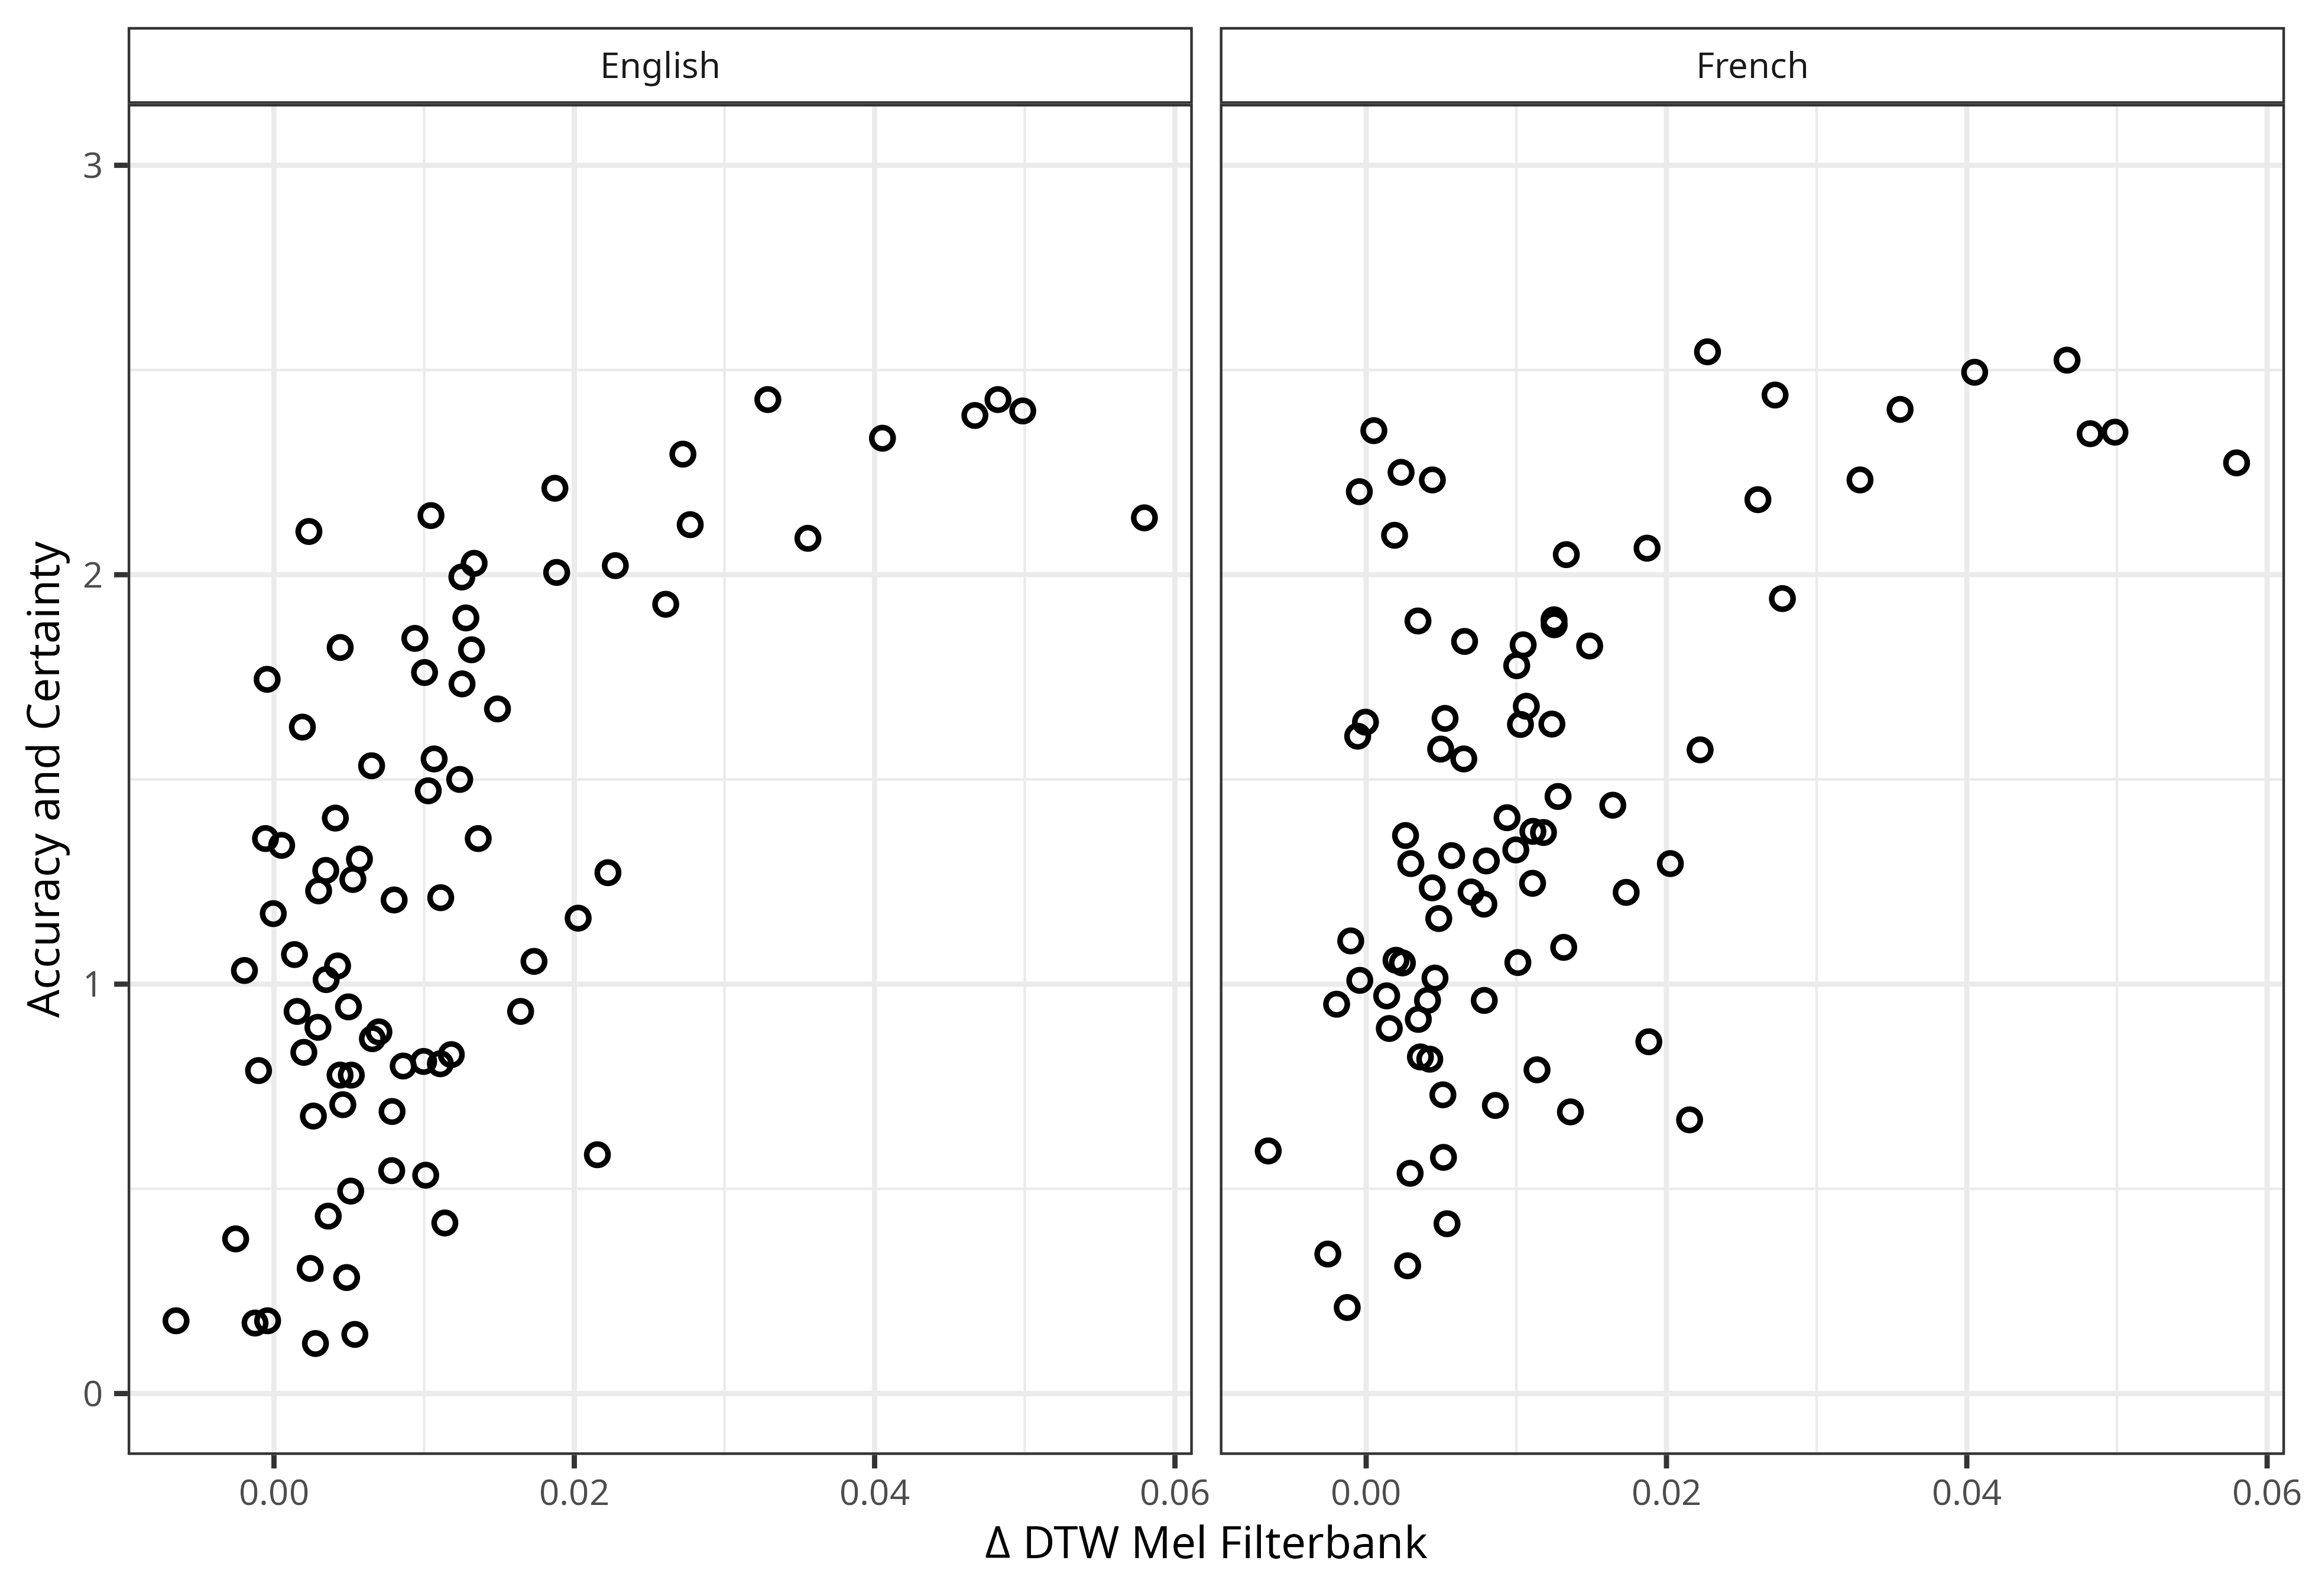 English
French
3
2
1
0
Accuracy and Certainty
0.00 0.02 0.04 0.06
0.00 0.02 0.04 0.06
Δ DTW Mel Filterbank